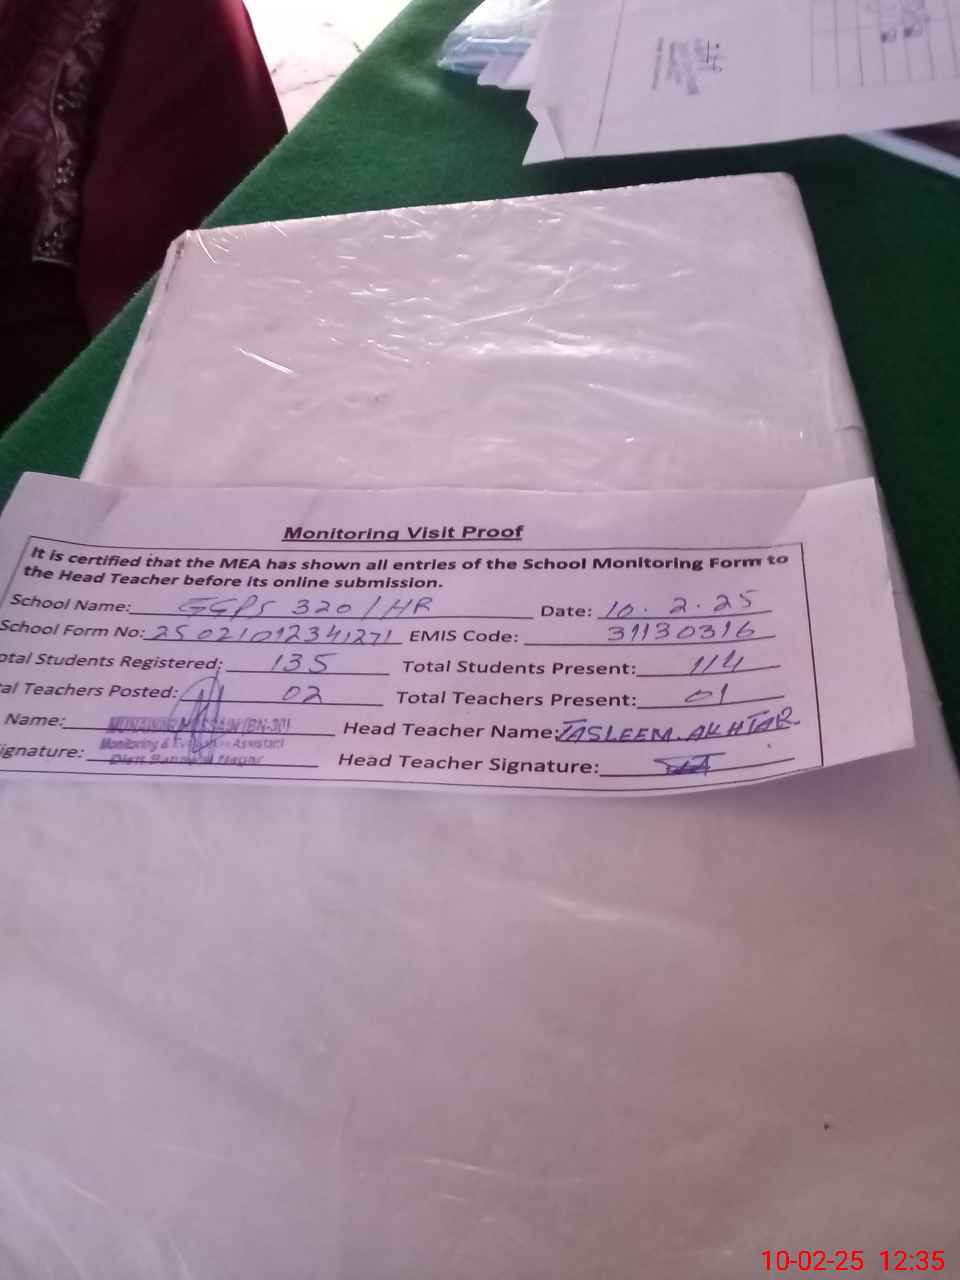 Monitoring Visit Proof
It is certified that the MEA has shown all entries of the School Monitoring Form to
the Head Teacher before its online submission.
School Name: GGPS 320/HR Date: 10.2.25
School Form No: 25021012341271 EMIS Code: 31130316
otal Students Registered: 135 Total Students Present: 114
al Teachers Posted: 02 Total Teachers Present: 01
Name: (BN-30) Head Teacher Name: TASLEEM.AKHTAR
Monitoring & Assistant
ignature: Head Teacher Signature:
10-02-25 12:35